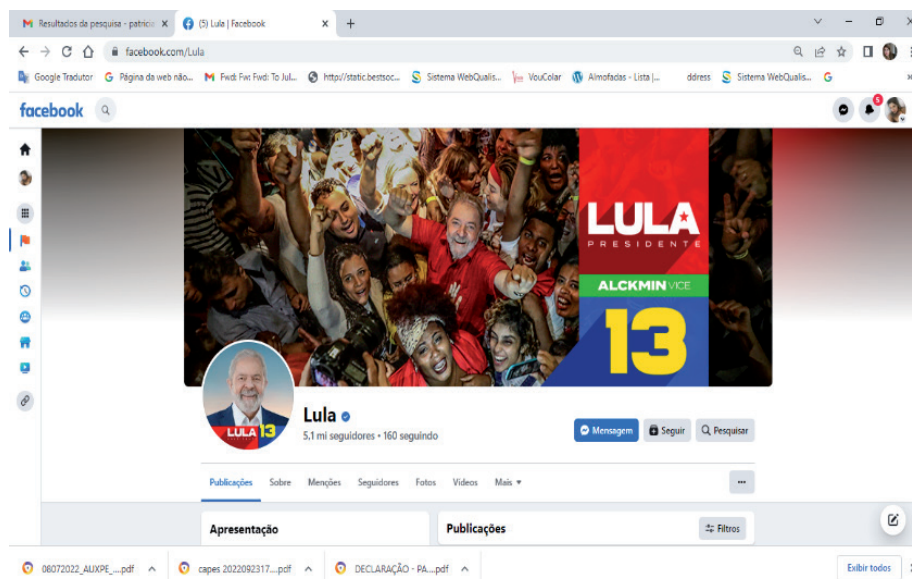 Resultados da pesquisa - patricia
(5) Lula | Facebook
facebook.com/Lula
Google Tradutor
Página da web não...
Fwd: Fw: Fwd: To Jul...
http://static.bestsoc...
Sistema WebQualis...
VouColar
Almofadas - Lista |...
ddress
Sistema WebQualis...
facebook
5
LULA
PRESIDENTE
ALCKMIN VICE
13
LULA 13
Lula
5,1 mi seguidores • 160 seguindo
Mensagem
Seguir
Pesquisar
Publicações Sobre Menções Seguidores Fotos Vídeos Mais
Apresentação
Publicações
Filtros
08072022_AUXPE_....pdf
capes 2022092317....pdf
DECLARAÇÃO - PA....pdf
Exibir todos